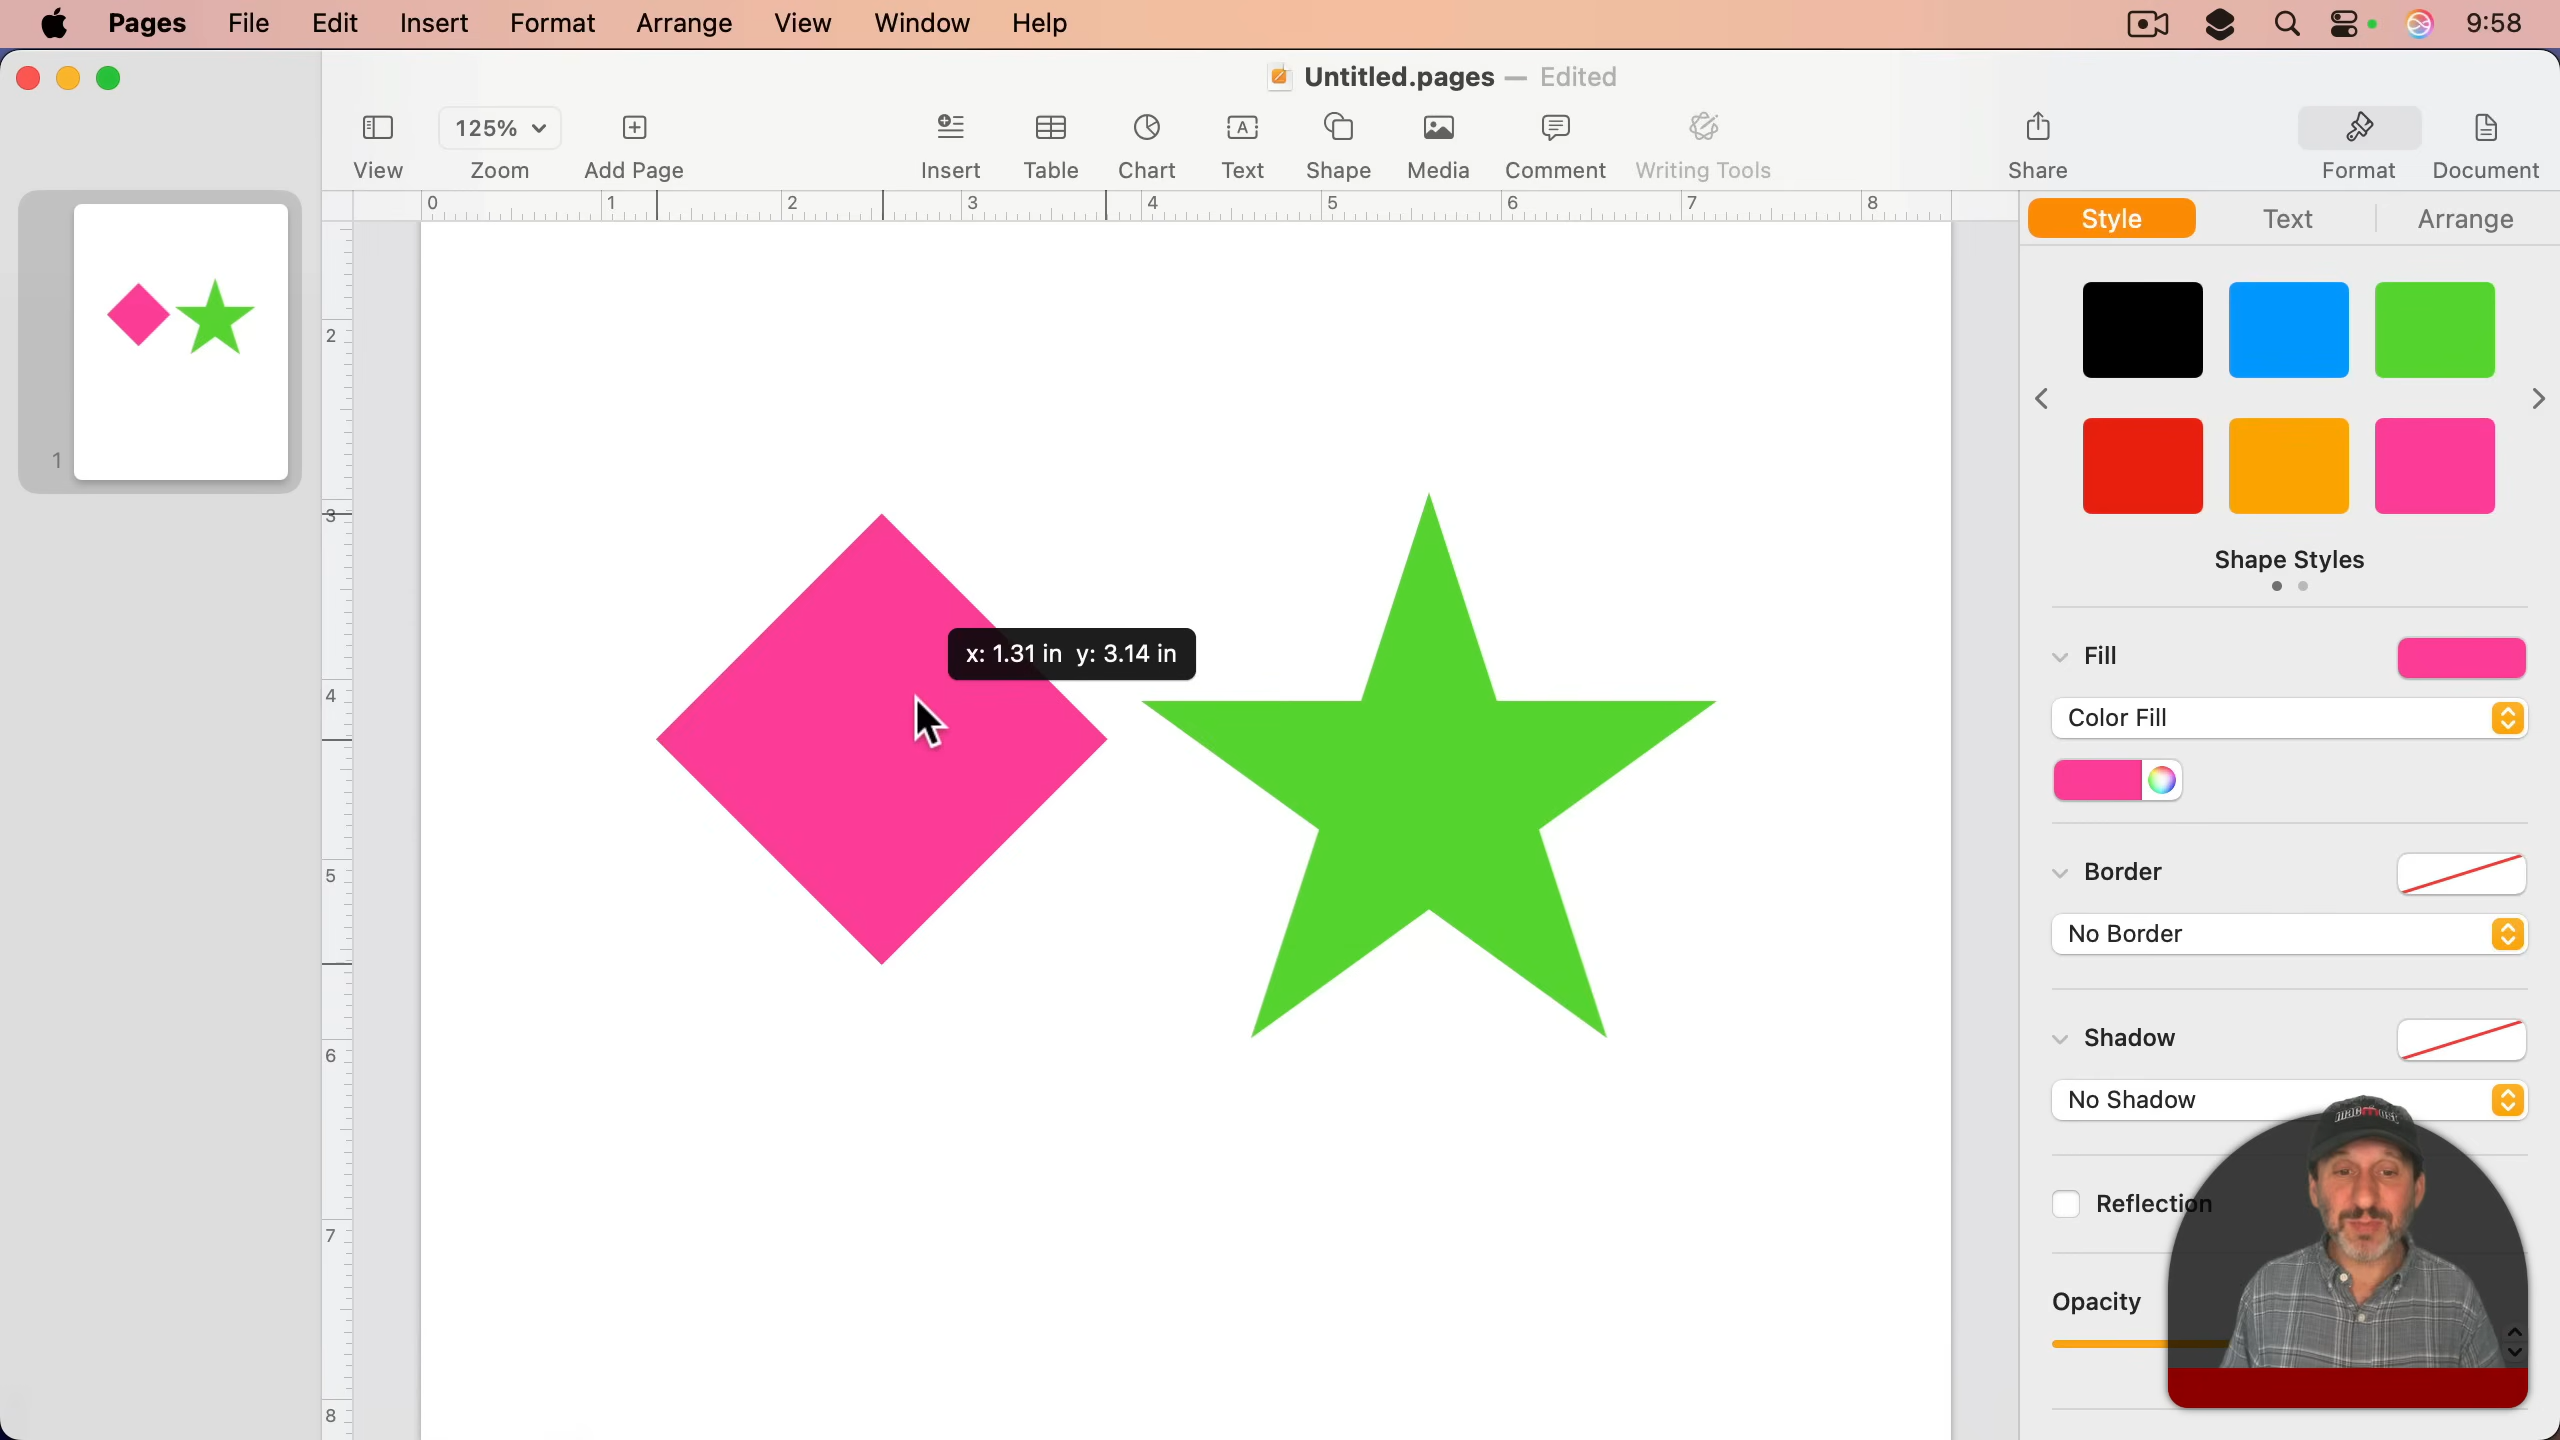 Pages File Edit Insert Format Arrange View Window Help 9:58
Untitled.pages — Edited
125%
View Zoom Add Page Insert Table Chart Text Shape Media Comment Writing Tools Share Format Document
0 1 2 3 4 5 6 7 8
Style Text Arrange
2
3
4
5
6
7
8
1
x: 1.31 in y: 3.14 in
Shape Styles
Fill
Color Fill
Border
No Border
Shadow
No Shadow
Reflection
Opacity